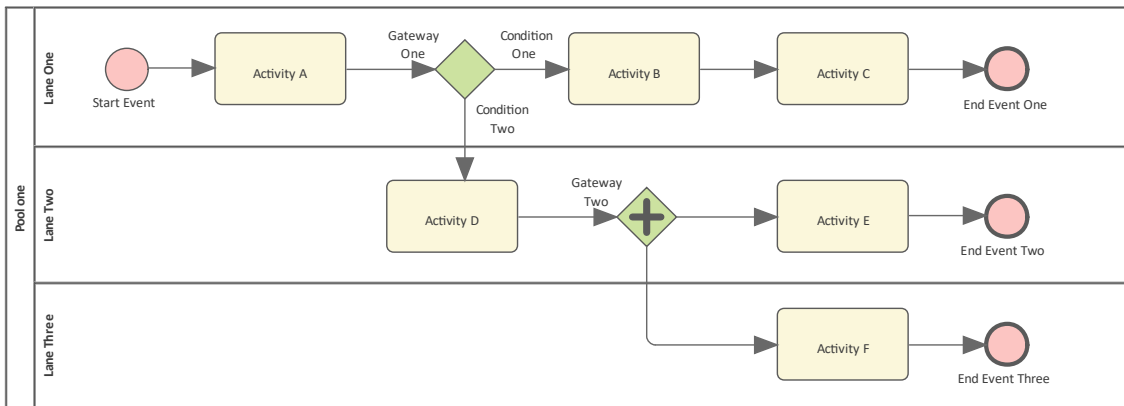 Pool one
Lane One
Start Event
Activity A
Gateway
One
Condition
One
Condition
Two
Activity B
Activity C
End Event One
Lane Two
Activity D
Gateway
Two
Activity E
End Event Two
Lane Three
Activity F
End Event Three